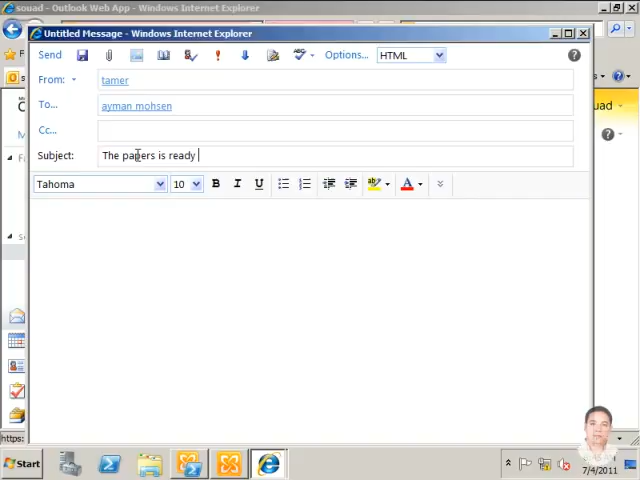 souad - Outlook Web App - Windows Internet Explorer
Untitled Message - Windows Internet Explorer
Send Options... HTML
From: tamer
To... ayman mohsen
Cc...
Subject: The papers is ready
Tahoma 10 B I U A
https:
Start
7/4/2011